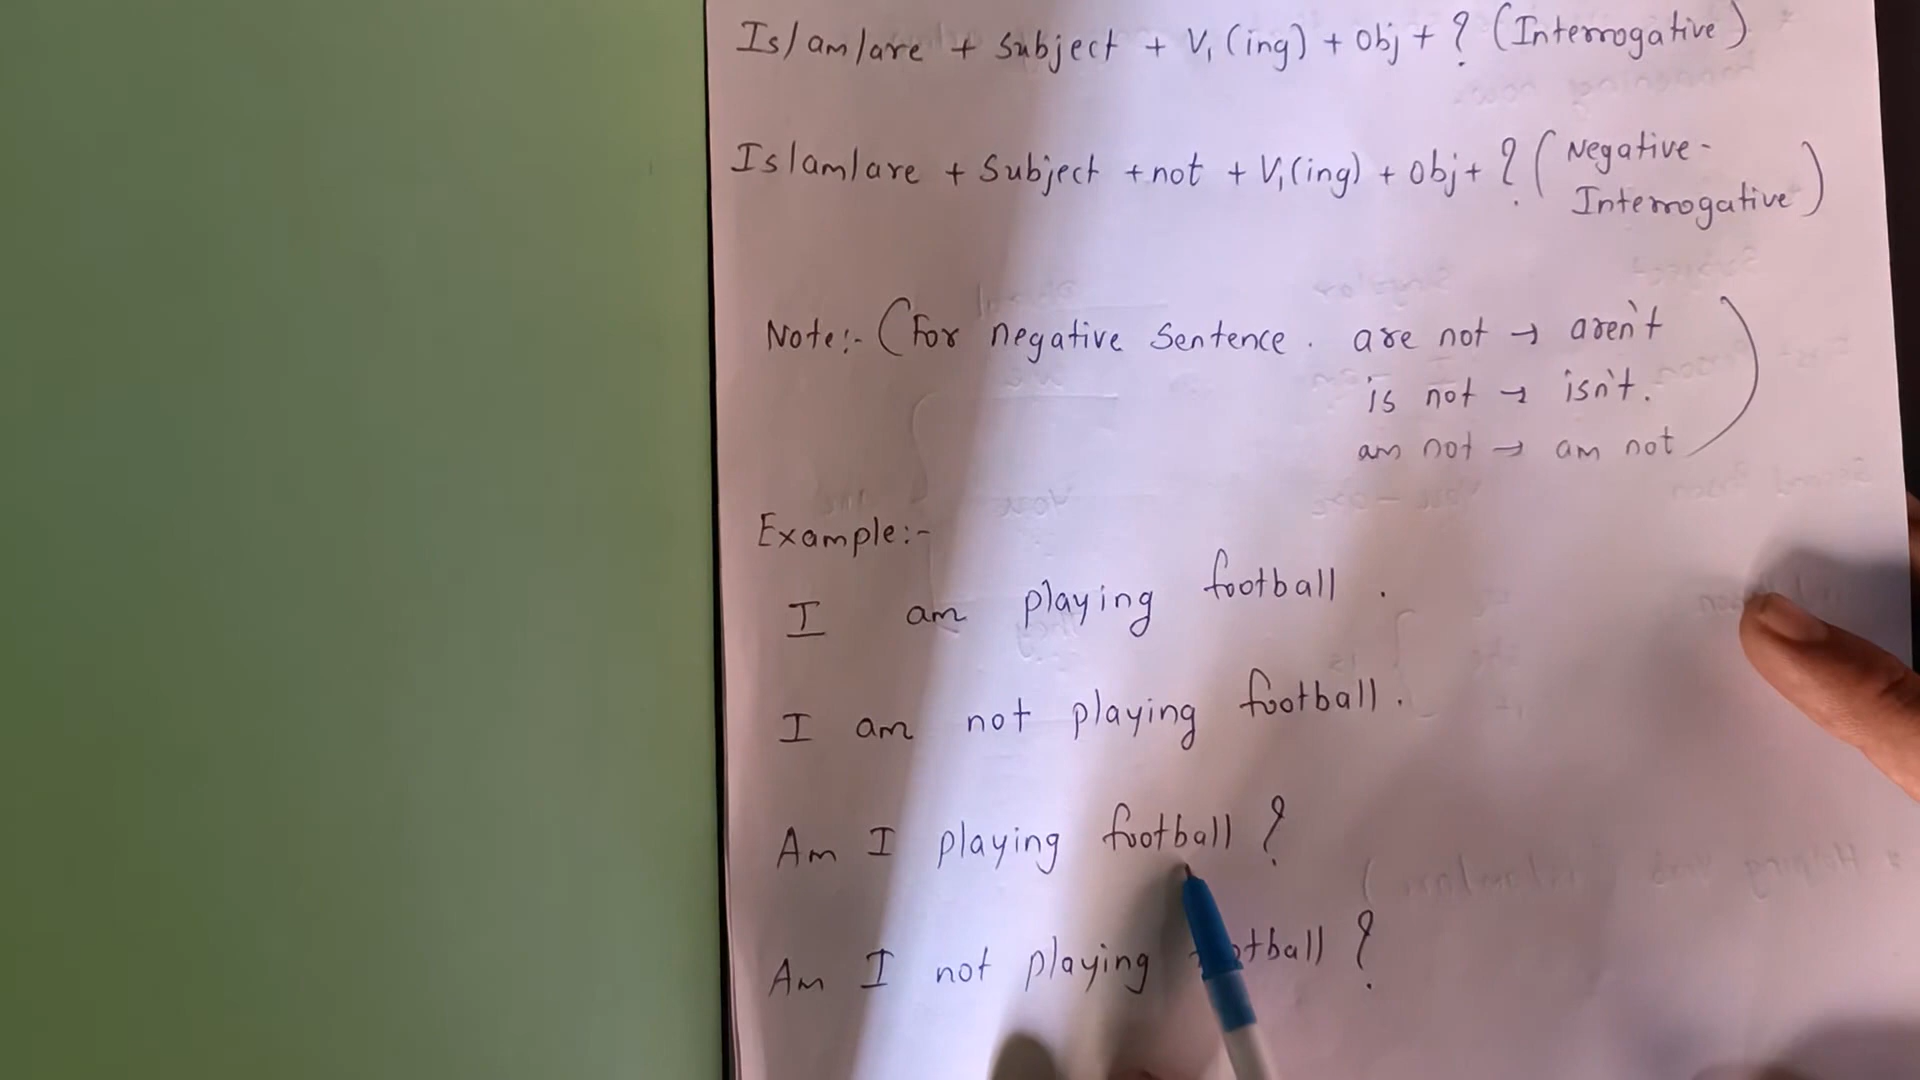 Is/am/are + Subject + V₁(ing) + Obj + ? (Interrogative)
Is/am/are + Subject + not + V₁(ing) + Obj + ? (Negative-
Interrogative)
Note:- (For negative Sentence. are not → aren't
is not → isn't.
am not → am not)
Example:-
I am playing football.
I am not playing football.
Am I playing football?
Am I not playing ?